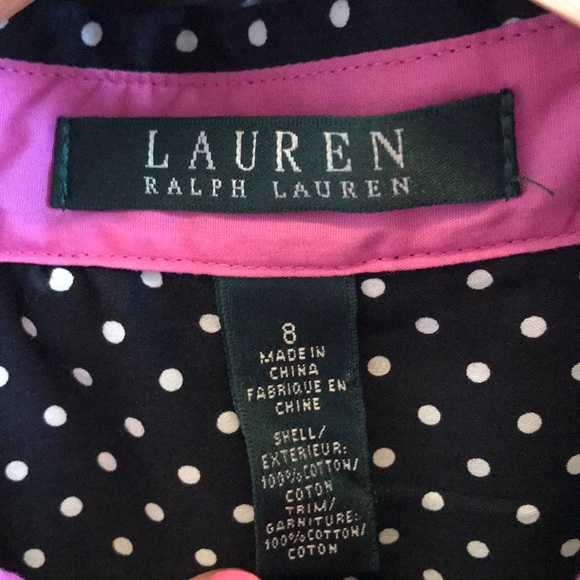 LAUREN
RALPH LAUREN
8
MADE IN
CHINA
FABRIQUE EN
CHINE
SHELL/
EXTERIEUR:
100% COTTON/
COTON
TRIM/
GARNITURE:
100% COTTON/
COTON